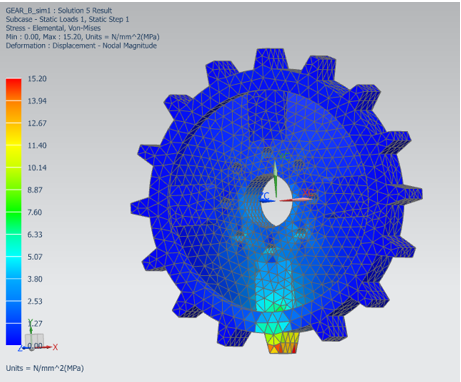 GEAR_B_sim1 : Solution 5 Result
Subcase - Static Loads 1, Static Step 1
Stress - Elemental, Von-Mises
Min : 0.00, Max : 15.20, Units = N/mm^2(MPa)
Deformation : Displacement - Nodal Magnitude
15.20
13.94
12.67
11.40
10.14
8.87
7.60
6.33
5.07
3.80
2.53
1.27
0.00
Y
Z
X
Units = N/mm^2(MPa)